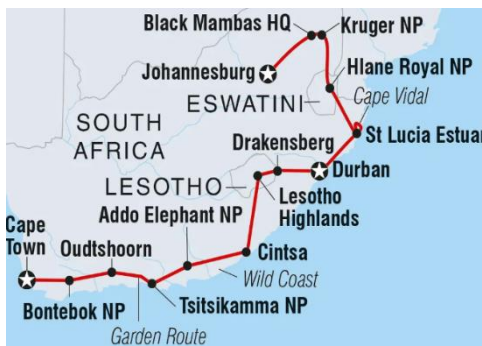 Black Mambas HQ
Kruger NP
Johannesburg
Hlane Royal NP
ESWATINI
Cape Vidal
SOUTH
AFRICA
St Lucia Estuar
Drakensberg
Durban
LESOTHO
Lesotho
Highlands
Addo Elephant NP
Cape
Town
Oudtshoorn
Cintsa
Wild Coast
Bontebok NP
Tsitsikamma NP
Garden Route